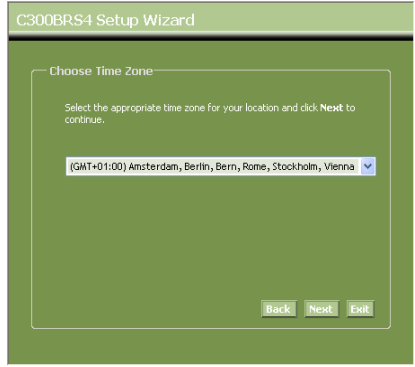 C300BRS4 Setup Wizard
Choose Time Zone
Select the appropriate time zone for your location and click Next to
continue.
(GMT+01:00) Amsterdam, Berlin, Bern, Rome, Stockholm, Vienna
Back Next Exit